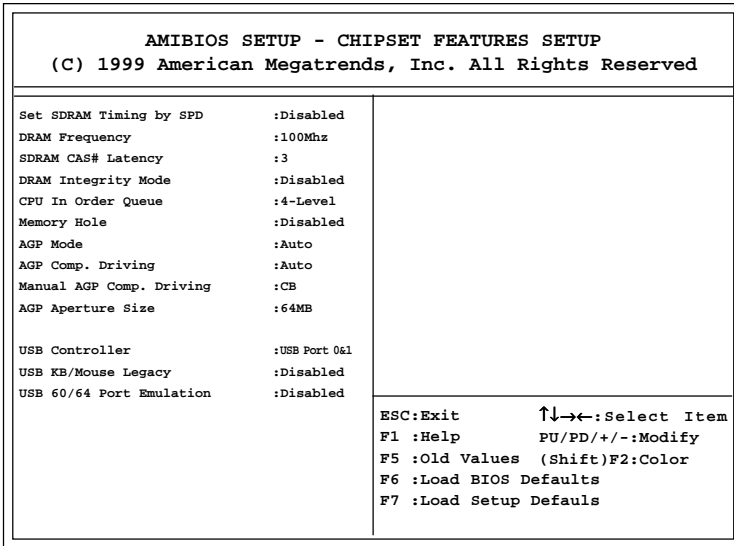 AMIBIOS SETUP - CHIPSET FEATURES SETUP
(C) 1999 American Megatrends, Inc. All Rights Reserved
Set SDRAM Timing by SPD :Disabled
DRAM Frequency :100Mhz
SDRAM CAS# Latency :3
DRAM Integrity Mode :Disabled
CPU In Order Queue :4-Level
Memory Hole :Disabled
AGP Mode :Auto
AGP Comp. Driving :Auto
Manual AGP Comp. Driving :CB
AGP Aperture Size :64MB
USB Controller :USB Port 0&1
USB KB/Mouse Legacy :Disabled
USB 60/64 Port Emulation :Disabled
ESC:Exit ↑↓→←:Select Item
F1 :Help PU/PD/+/-:Modify
F5 :Old Values (Shift)F2:Color
F6 :Load BIOS Defaults
F7 :Load Setup Defauls